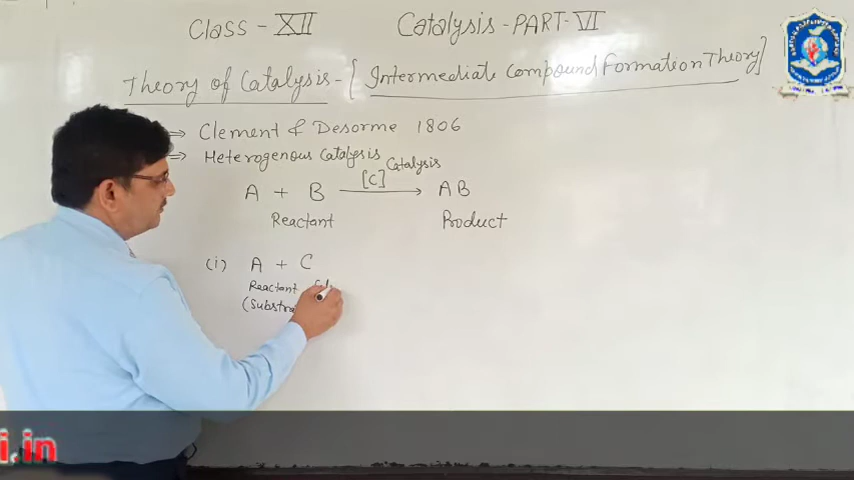 Class - XII Catalysis - PART - VI
Theory of Catalysis - [Intermediate Compound Formation Theory]
⇒ Clement & Desorme 1806
⇒ Heterogenous Catalysis
Catalysis
A + B [C] → AB
Reactant Product
(i) A + C
Reactant
i.in